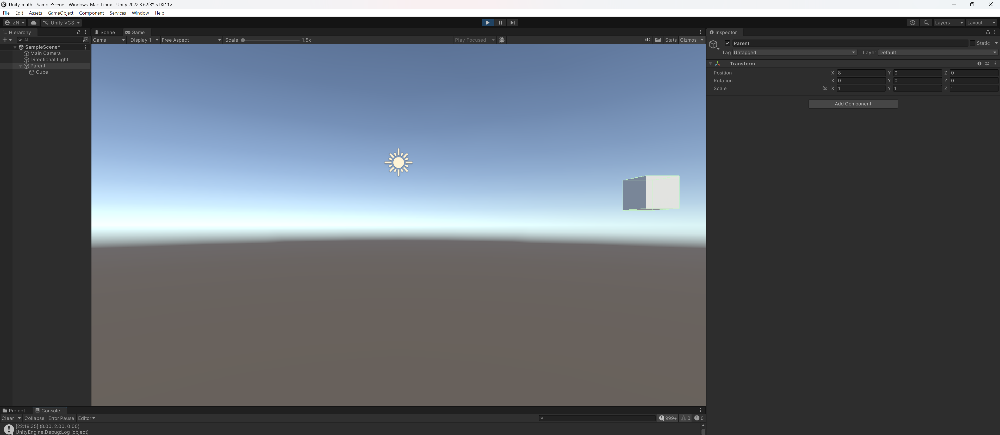 Unity-math - SampleScene - Windows, Mac, Linux - Unity 2022.3.62f3* <DX11>
File Edit Assets GameObject Component Services Window Help
ZN Unity VCS Layers Layout
Hierarchy Scene Game Inspector
All Game Display 1 Free Aspect Scale 1.5x Play Focused Stats Gizmos
Parent Static
SampleScene*
Tag Untagged Layer Default
Main Camera
Directional Light
Transform
Parent
Cube
Position X 8 Y 0 Z 0
Rotation X 0 Y 0 Z 0
Scale X 1 Y 1 Z 1
Add Component
Project Console
Clear Collapse Error Pause Editor 999+ 0 0
[22:18:35] (8.00, 2.00, 0.00)
UnityEngine.Debug:Log (object)